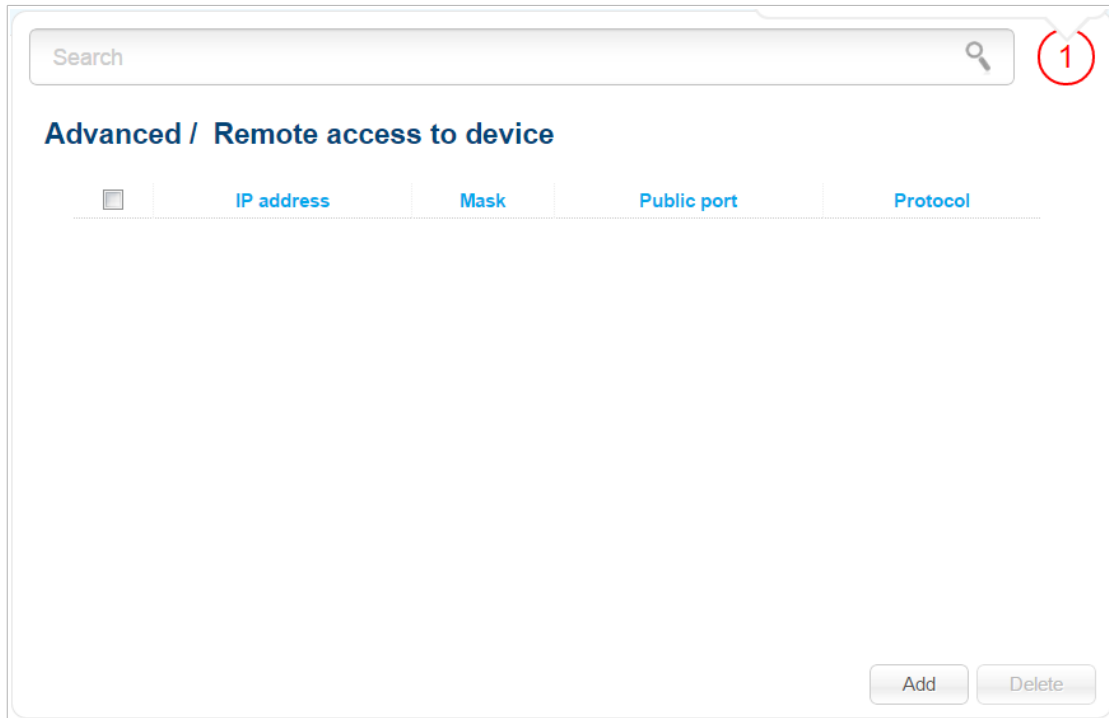 Search
1
Advanced / Remote access to device
IP address Mask Public port Protocol
Add Delete